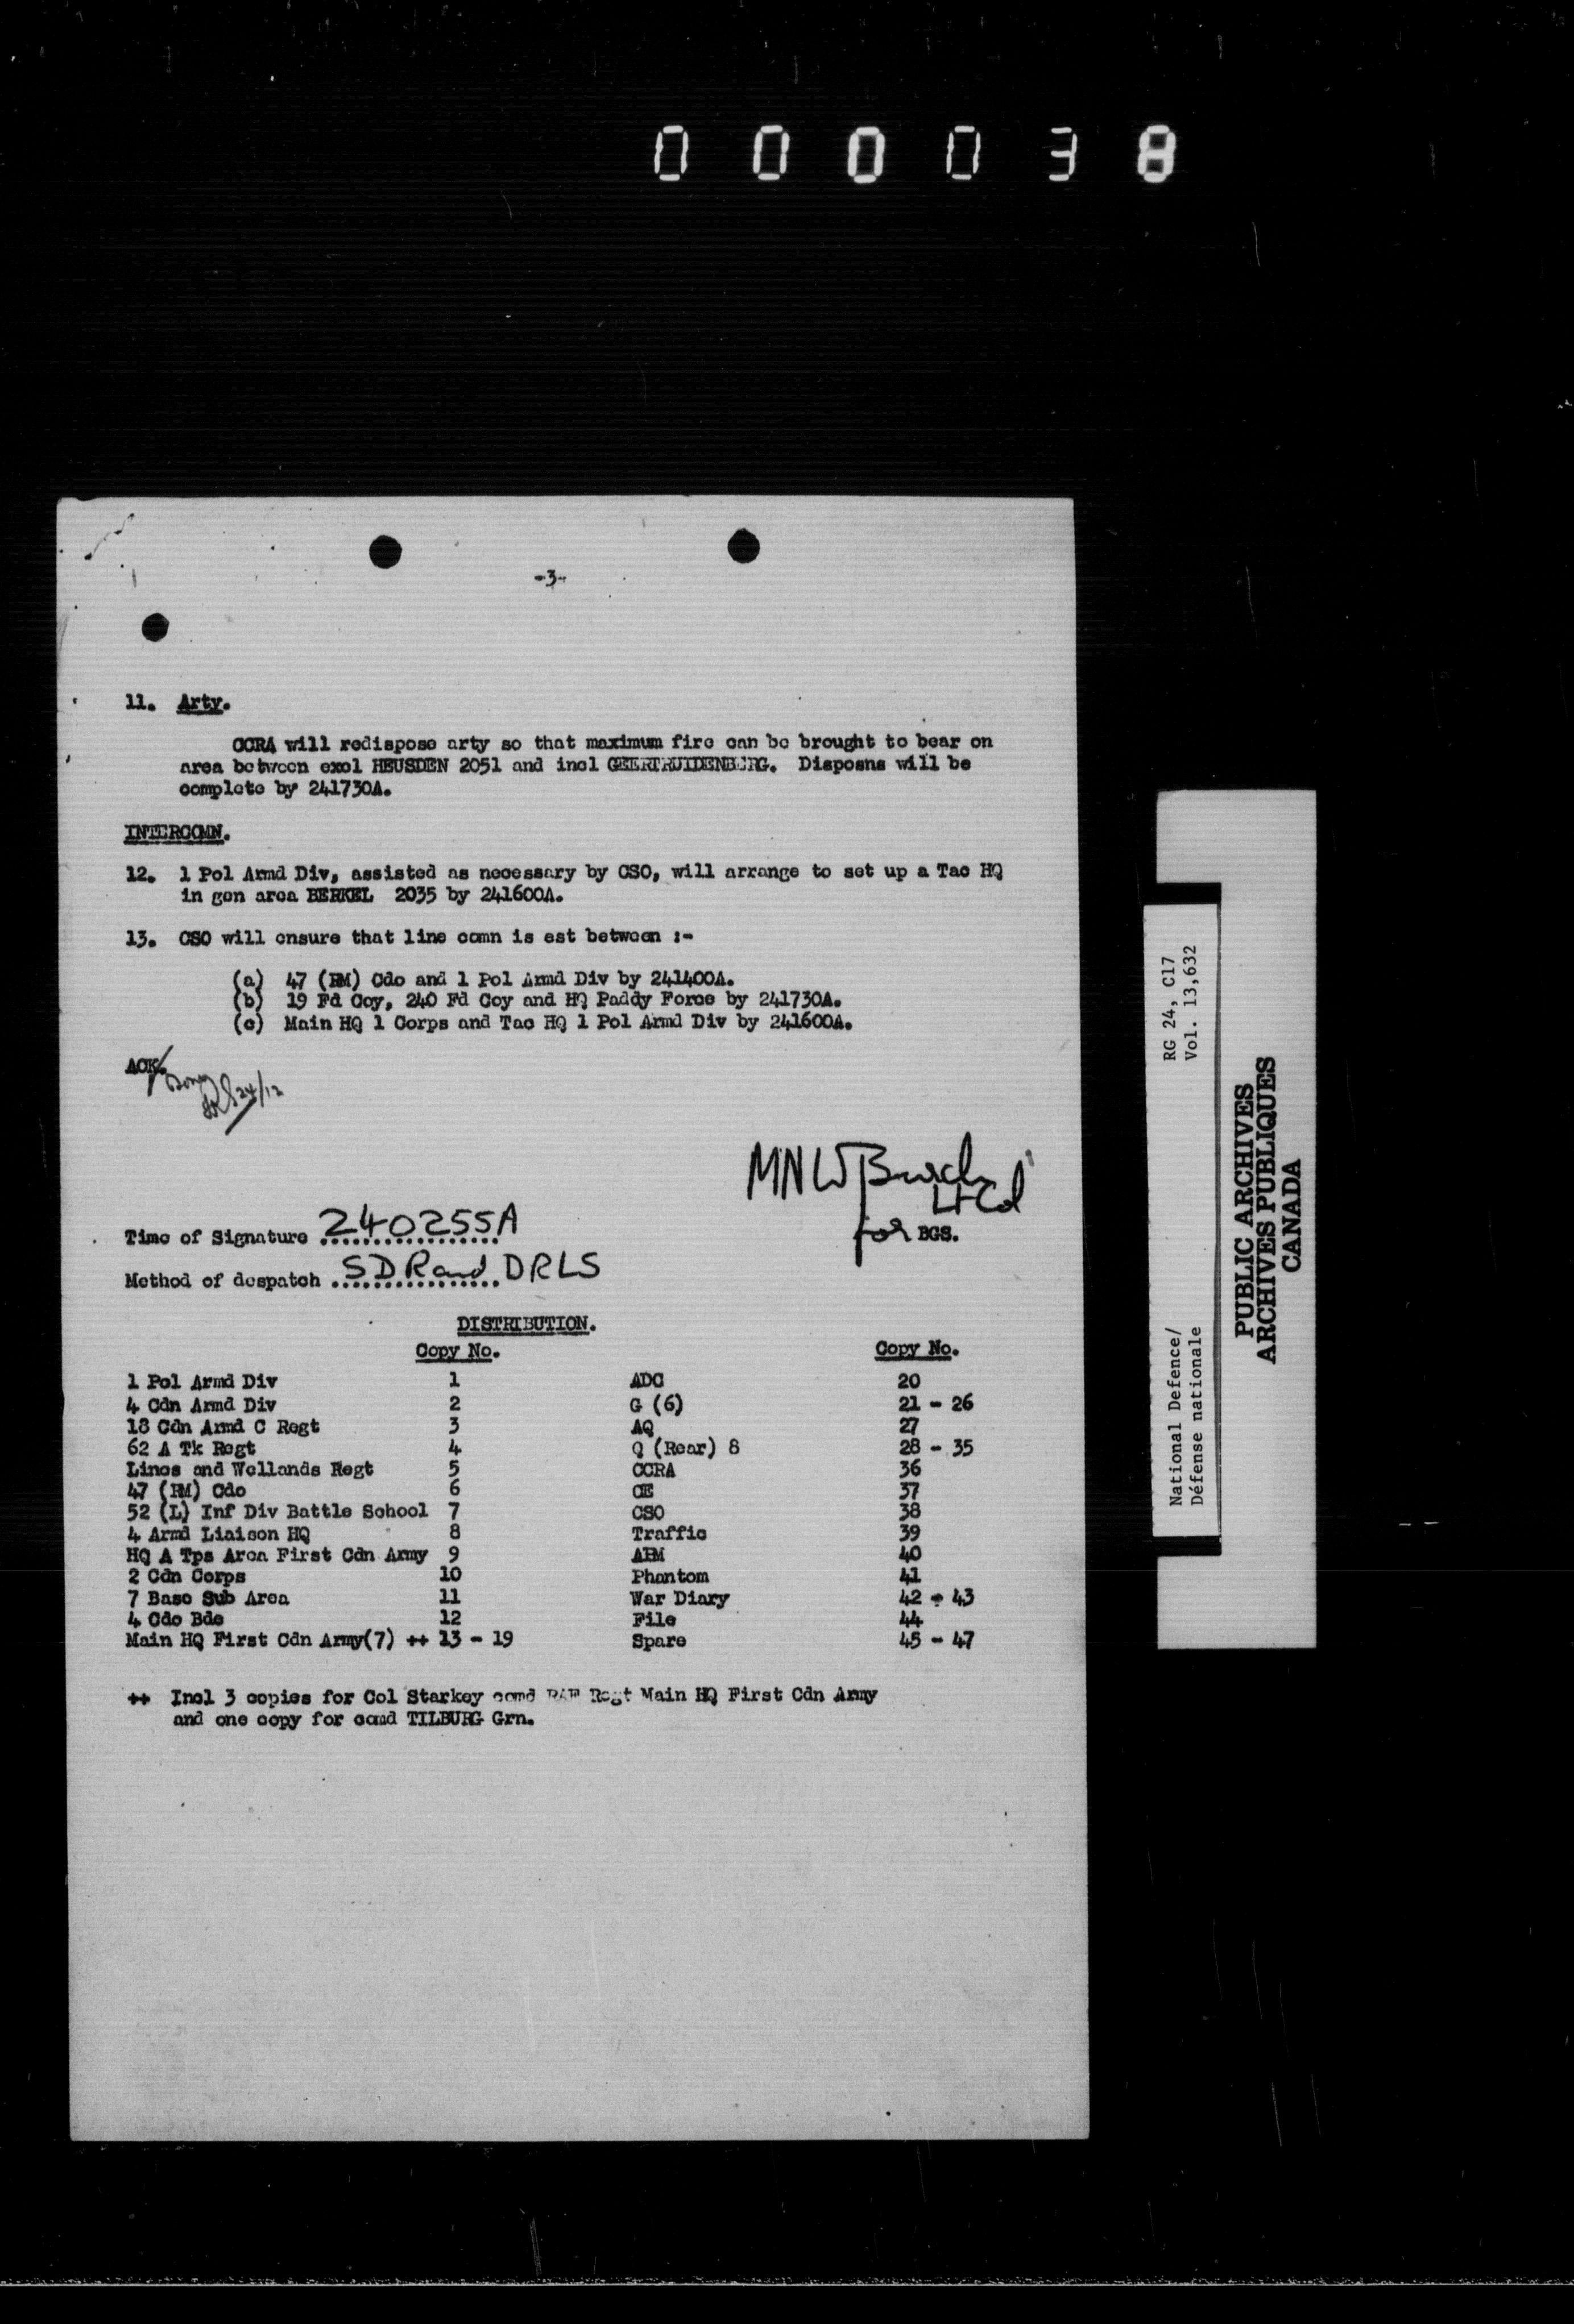 000038
-3-
11. Arty.
CCRA will redispose arty so that maximum fire can be brought to bear on
area between excl HEUSDEN 2051 and incl GEERTRUIDENBERG. Disposns will be
complete by 241730A.
INTERCOMN.
12. 1 Pol Armd Div, assisted as necessary by CSO, will arrange to set up a Tac HQ
in gen area BERKEL 2035 by 241600A.
13. CSO will ensure that line comn is est between :-
(a) 47 (RM) Cdo and 1 Pol Armd Div by 241400A.
(b) 19 Fd Coy, 240 Fd Coy and HQ Paddy Force by 241730A.
(c) Main HQ 1 Corps and Tac HQ 1 Pol Armd Div by 241600A.
ACK.
24/12
MNW
Lt Col
for BGS.
Time of Signature 240255A
Method of despatch SDR and DRLS
DISTRIBUTION.
Copy No. Copy No.
1 Pol Armd Div 1 ADC 20
4 Cdn Armd Div 2 G (6) 21 - 26
18 Cdn Armd C Regt 3 AQ 27
62 A Tk Regt 4 Q (Rear) 8 28 - 35
Lincs and Wellands Regt 5 CCRA 36
47 (RM) Cdo 6 CE 37
52 (L) Inf Div Battle School 7 CSO 38
4 Armd Liaison HQ 8 Traffic 39
HQ A Tps Area First Cdn Army 9 APM 40
2 Cdn Corps 10 Phantom 41
7 Base Sub Area 11 War Diary 42 - 43
4 Cdo Bde 12 File 44
Main HQ First Cdn Army(7) ++ 13 - 19 Spare 45 - 47
++ Incl 3 copies for Col Starkey comd RAF Regt Main HQ First Cdn Army
and one copy for comd TILBURG Grn.
RG 24, C17
Vol. 13,632
National Defence/
Défense nationale
PUBLIC ARCHIVES
ARCHIVES PUBLIQUES
CANADA